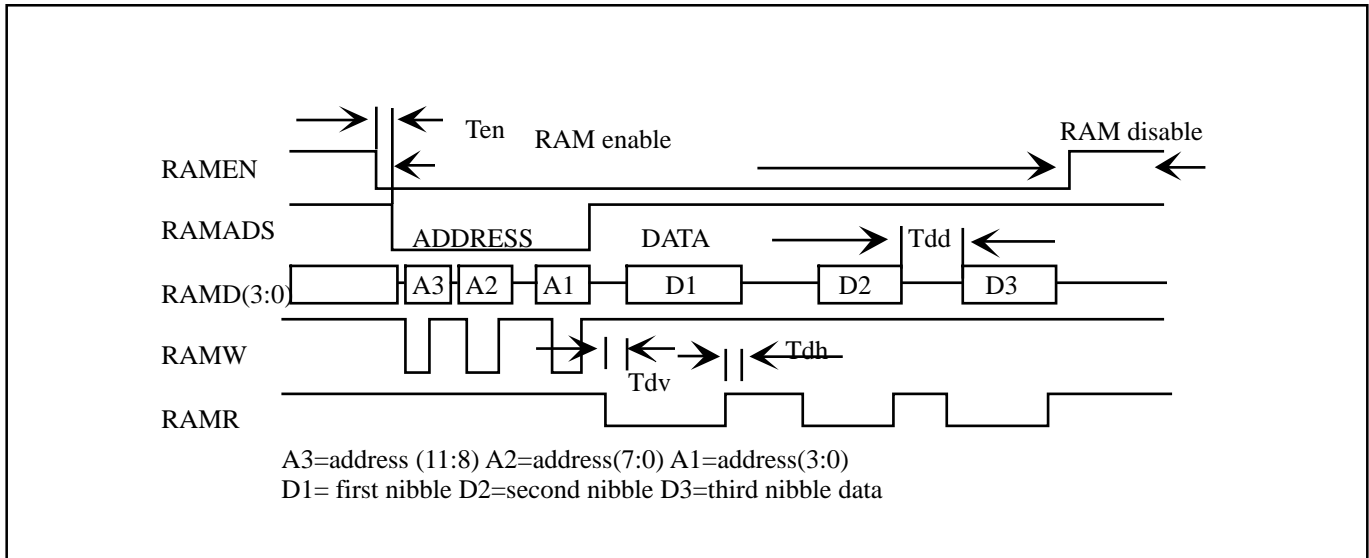 Ten
RAM enable
RAM disable
RAMEN
RAMADS
ADDRESS
DATA
Tdd
RAMD(3:0)
A3 A2 A1 D1 D2 D3
RAMW
Tdh
Tdv
RAMR
A3=address (11:8) A2=address(7:0) A1=address(3:0)
D1= first nibble D2=second nibble D3=third nibble data